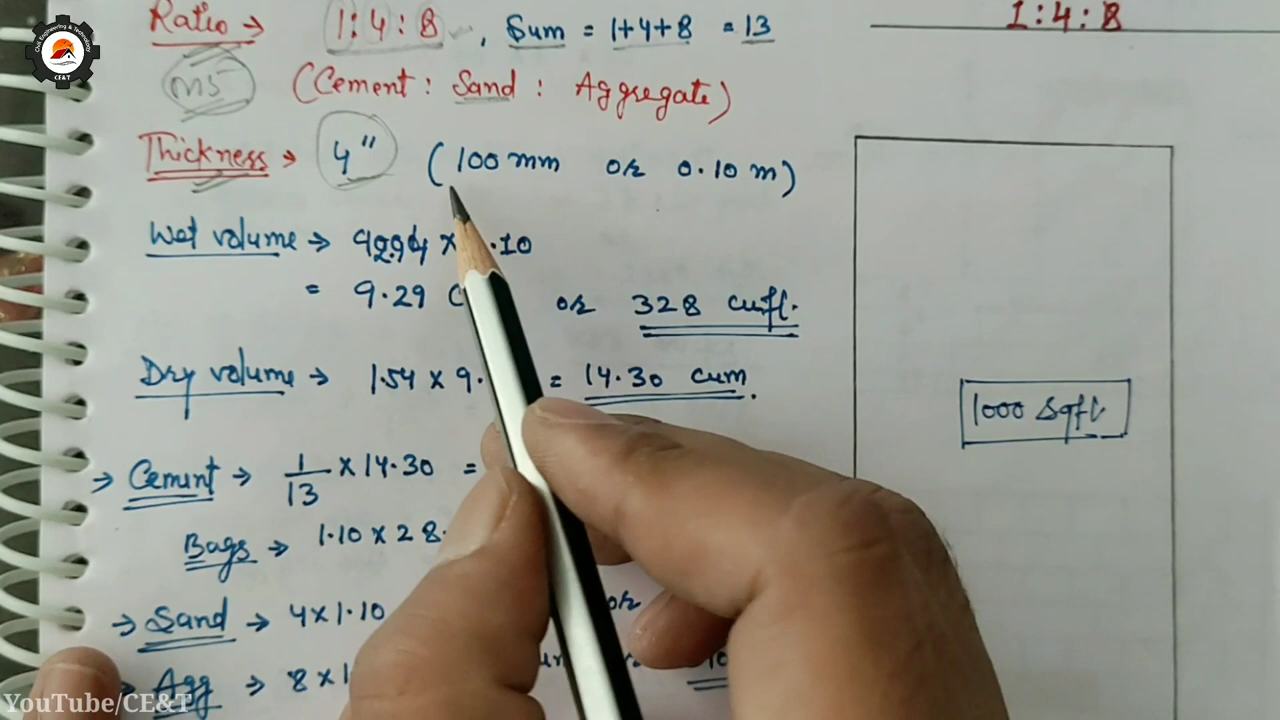 Ratio → 1:4:8 , Sum = 1+4+8 = 13
1:4:8
M5 (Cement : Sand : Aggregate)
Thickness → 4" (100 mm or 0.10 m)
Wet volume → × .10
= 9.29 or 328 cuft.
Dry volume → 1.54 × 9. = 14.30 cum.
1000 Sqft
→ Cement → 1/13 × 14.30 =
Bags → 1.10 × 28.
→ Sand → 4 × 1.10 or
→ Agg → 8 × 1
CE&T
YouTube/CE&T